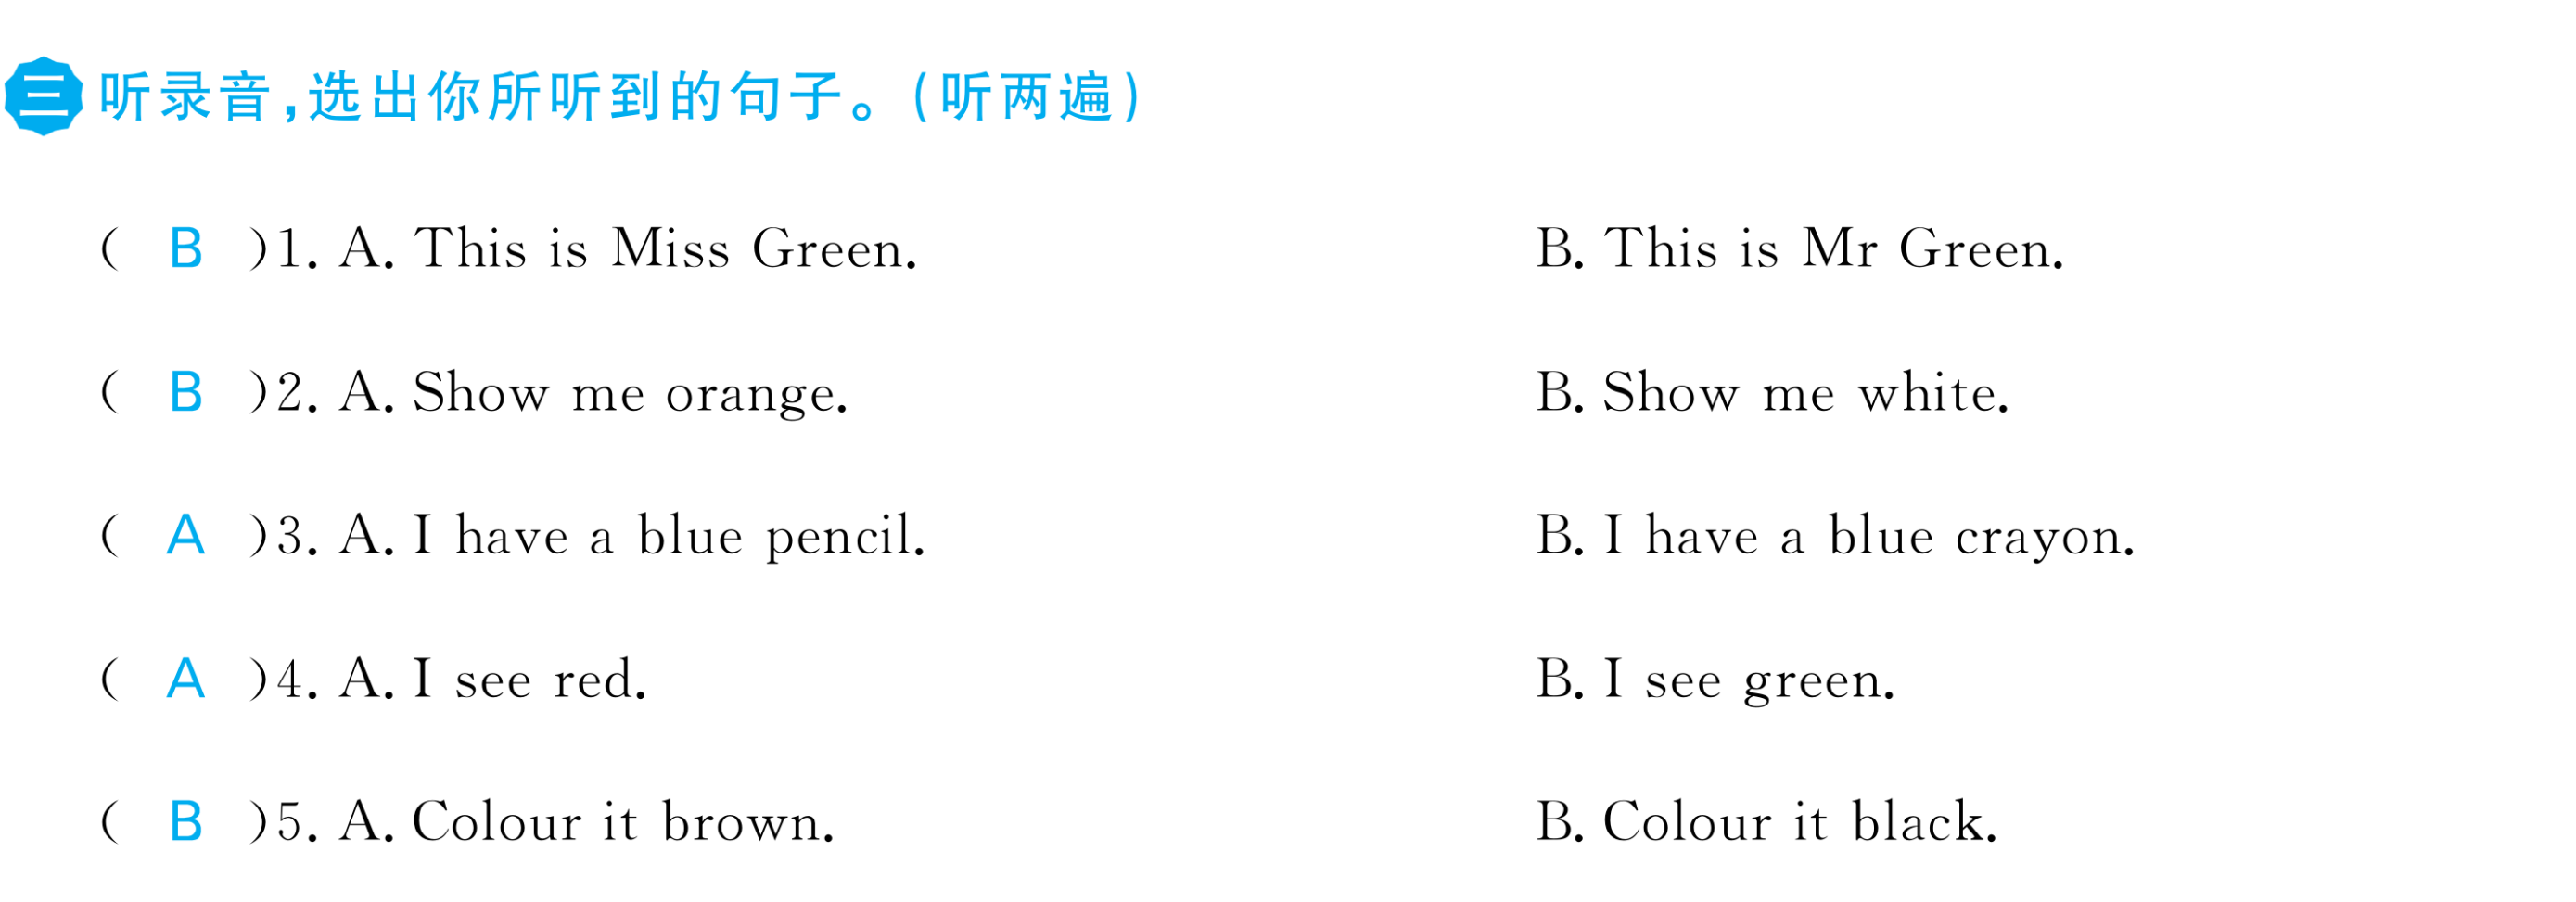 三 听录音,选出你所听到的句子。(听两遍)
( B )1. A. This is Miss Green. B. This is Mr Green.
( B )2. A. Show me orange. B. Show me white.
( A )3. A. I have a blue pencil. B. I have a blue crayon.
( A )4. A. I see red. B. I see green.
( B )5. A. Colour it brown. B. Colour it black.